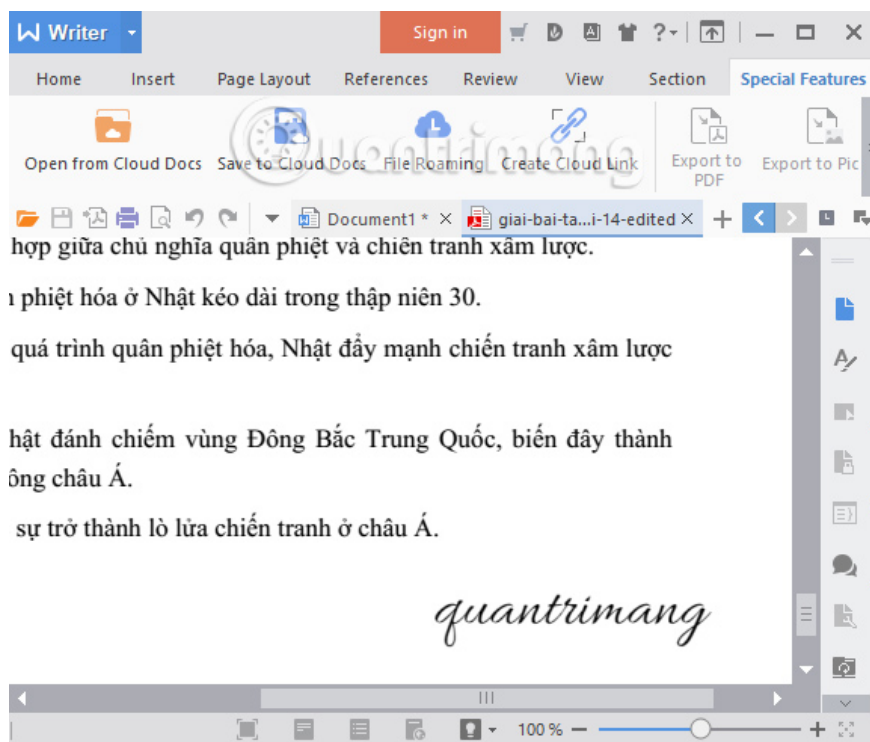 Writer
Sign in
Home Insert Page Layout References Review View Section Special Features
Open from Cloud Docs Save to Cloud Docs File Roaming Create Cloud Link Export to PDF Export to Pic
uantrimang
Document1 * giai-bai-ta...i-14-edited
hợp giữa chủ nghĩa quân phiệt và chiến tranh xâm lược.
phiệt hóa ở Nhật kéo dài trong thập niên 30.
quá trình quân phiệt hóa, Nhật đẩy mạnh chiến tranh xâm lược
hật đánh chiếm vùng Đông Bắc Trung Quốc, biến đây thành
ông châu Á.
sự trở thành lò lửa chiến tranh ở châu Á.
quantrimang
100 %